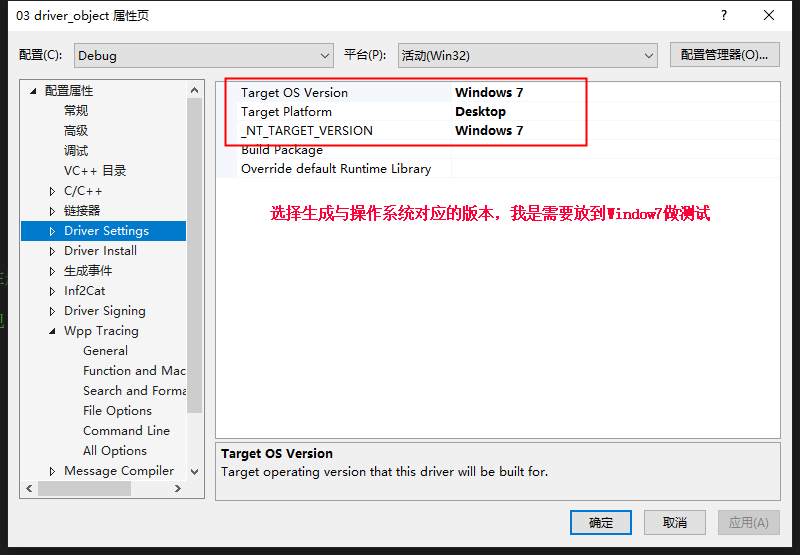 03 driver_object 属性页
?
配置(C):
Debug
平台(P):
活动(Win32)
配置管理器(O)...
配置属性
常规
高级
调试
VC++ 目录
C/C++
链接器
Driver Settings
Driver Install
生成事件
Inf2Cat
Driver Signing
Wpp Tracing
General
Function and Mac
Search and Forma
File Options
Command Line
All Options
Message Compiler
Target OS Version Windows 7
Target Platform Desktop
_NT_TARGET_VERSION Windows 7
Build Package
Override default Runtime Library
选择生成与操作系统对应的版本，我是需要放到Window7做测试
Target OS Version
Target operating version that this driver will be built for.
确定
取消
应用(A)